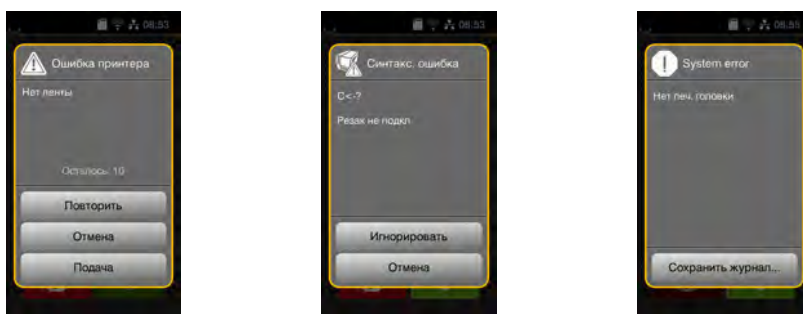 08:53
Ошибка принтера
Нет ленты
Осталось: 10
Повторить
Отмена
Подача
08:53
Синтакс. ошибка
C<-?
Резак не подкл
Игнорировать
Отмена
08:55
System error
Нет печ. головки
Сохранить журнал...